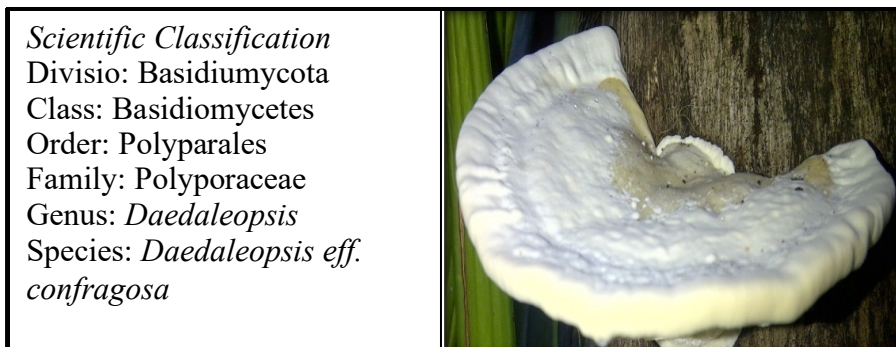 Scientific Classification
Divisio: Basidiumycota
Class: Basidiomycetes
Order: Polyparales
Family: Polyporaceae
Genus: Daedaleopsis
Species: Daedaleopsis eff.
confragosa